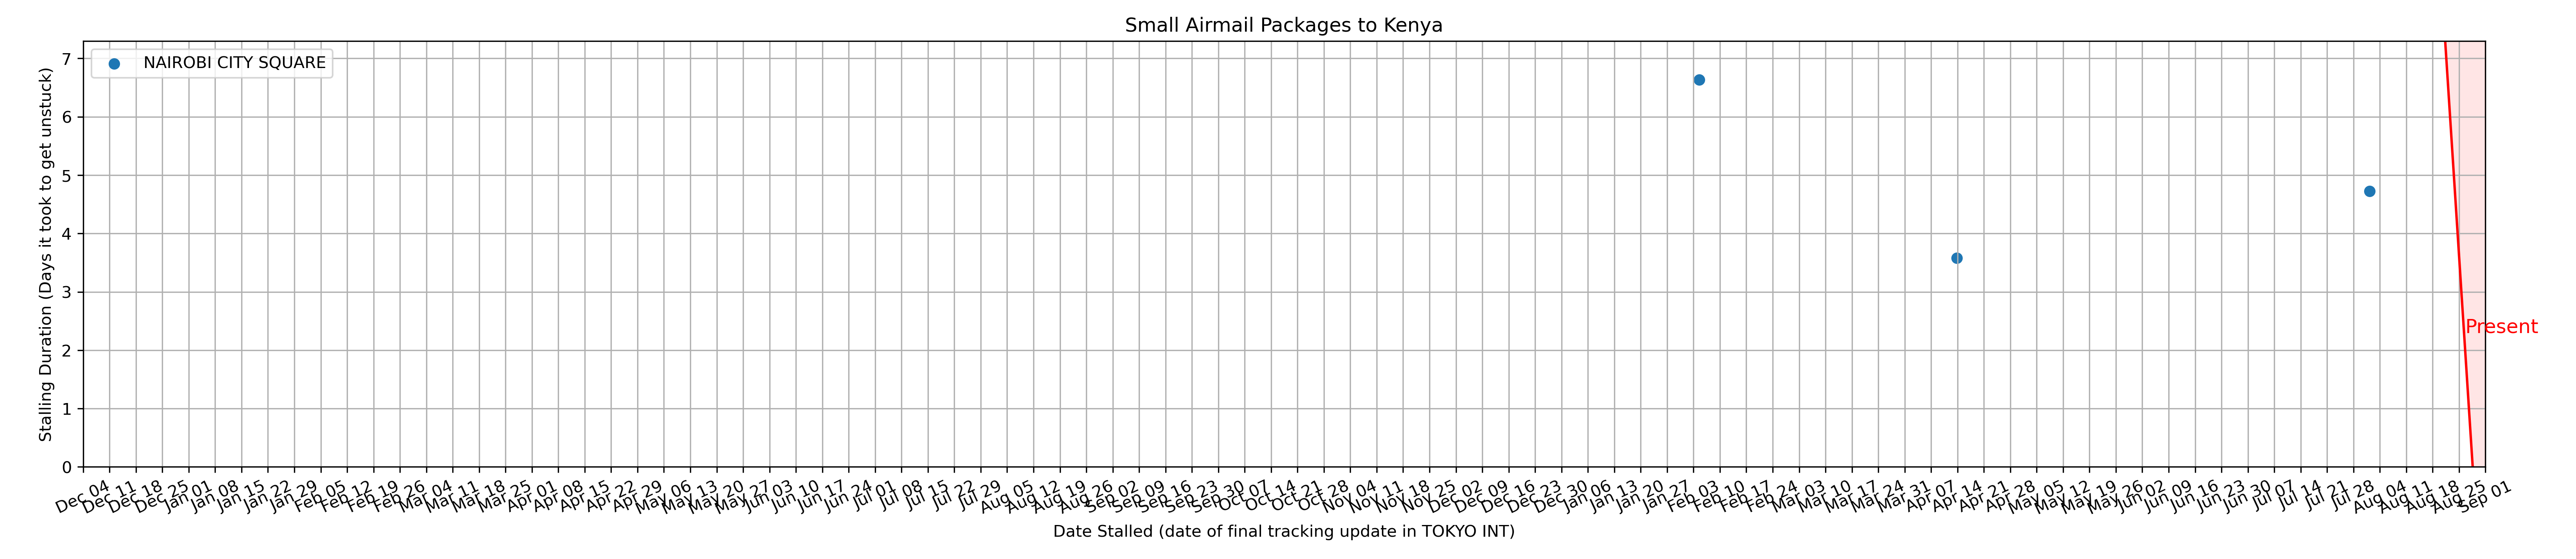 Small Airmail Packages to Kenya
NAIROBI CITY SQUARE
Stalling Duration (Days it took to get unstuck)
7
6
5
4
3
2
1
0
Present
Dec 04
Dec 11
Dec 18
Dec 25
Jan 01
Jan 08
Jan 15
Jan 22
Jan 29
Feb 05
Feb 12
Feb 19
Feb 26
Mar 04
Mar 11
Mar 18
Mar 25
Apr 01
Apr 08
Apr 15
Apr 22
Apr 29
May 06
May 13
May 20
May 27
Jun 03
Jun 10
Jun 17
Jun 24
Jul 01
Jul 08
Jul 15
Jul 22
Jul 29
Aug 05
Aug 12
Aug 19
Aug 26
Sep 02
Sep 09
Sep 16
Sep 23
Sep 30
Oct 07
Oct 14
Oct 21
Oct 28
Nov 04
Nov 11
Nov 18
Nov 25
Dec 02
Dec 09
Dec 16
Dec 23
Dec 30
Jan 06
Jan 13
Jan 20
Jan 27
Feb 03
Feb 10
Feb 17
Feb 24
Mar 03
Mar 10
Mar 17
Mar 24
Mar 31
Apr 07
Apr 14
Apr 21
Apr 28
May 05
May 12
May 19
May 26
Jun 02
Jun 09
Jun 16
Jun 23
Jun 30
Jul 07
Jul 14
Jul 21
Jul 28
Aug 04
Aug 11
Aug 18
Aug 25
Sep 01
Date Stalled (date of final tracking update in TOKYO INT)